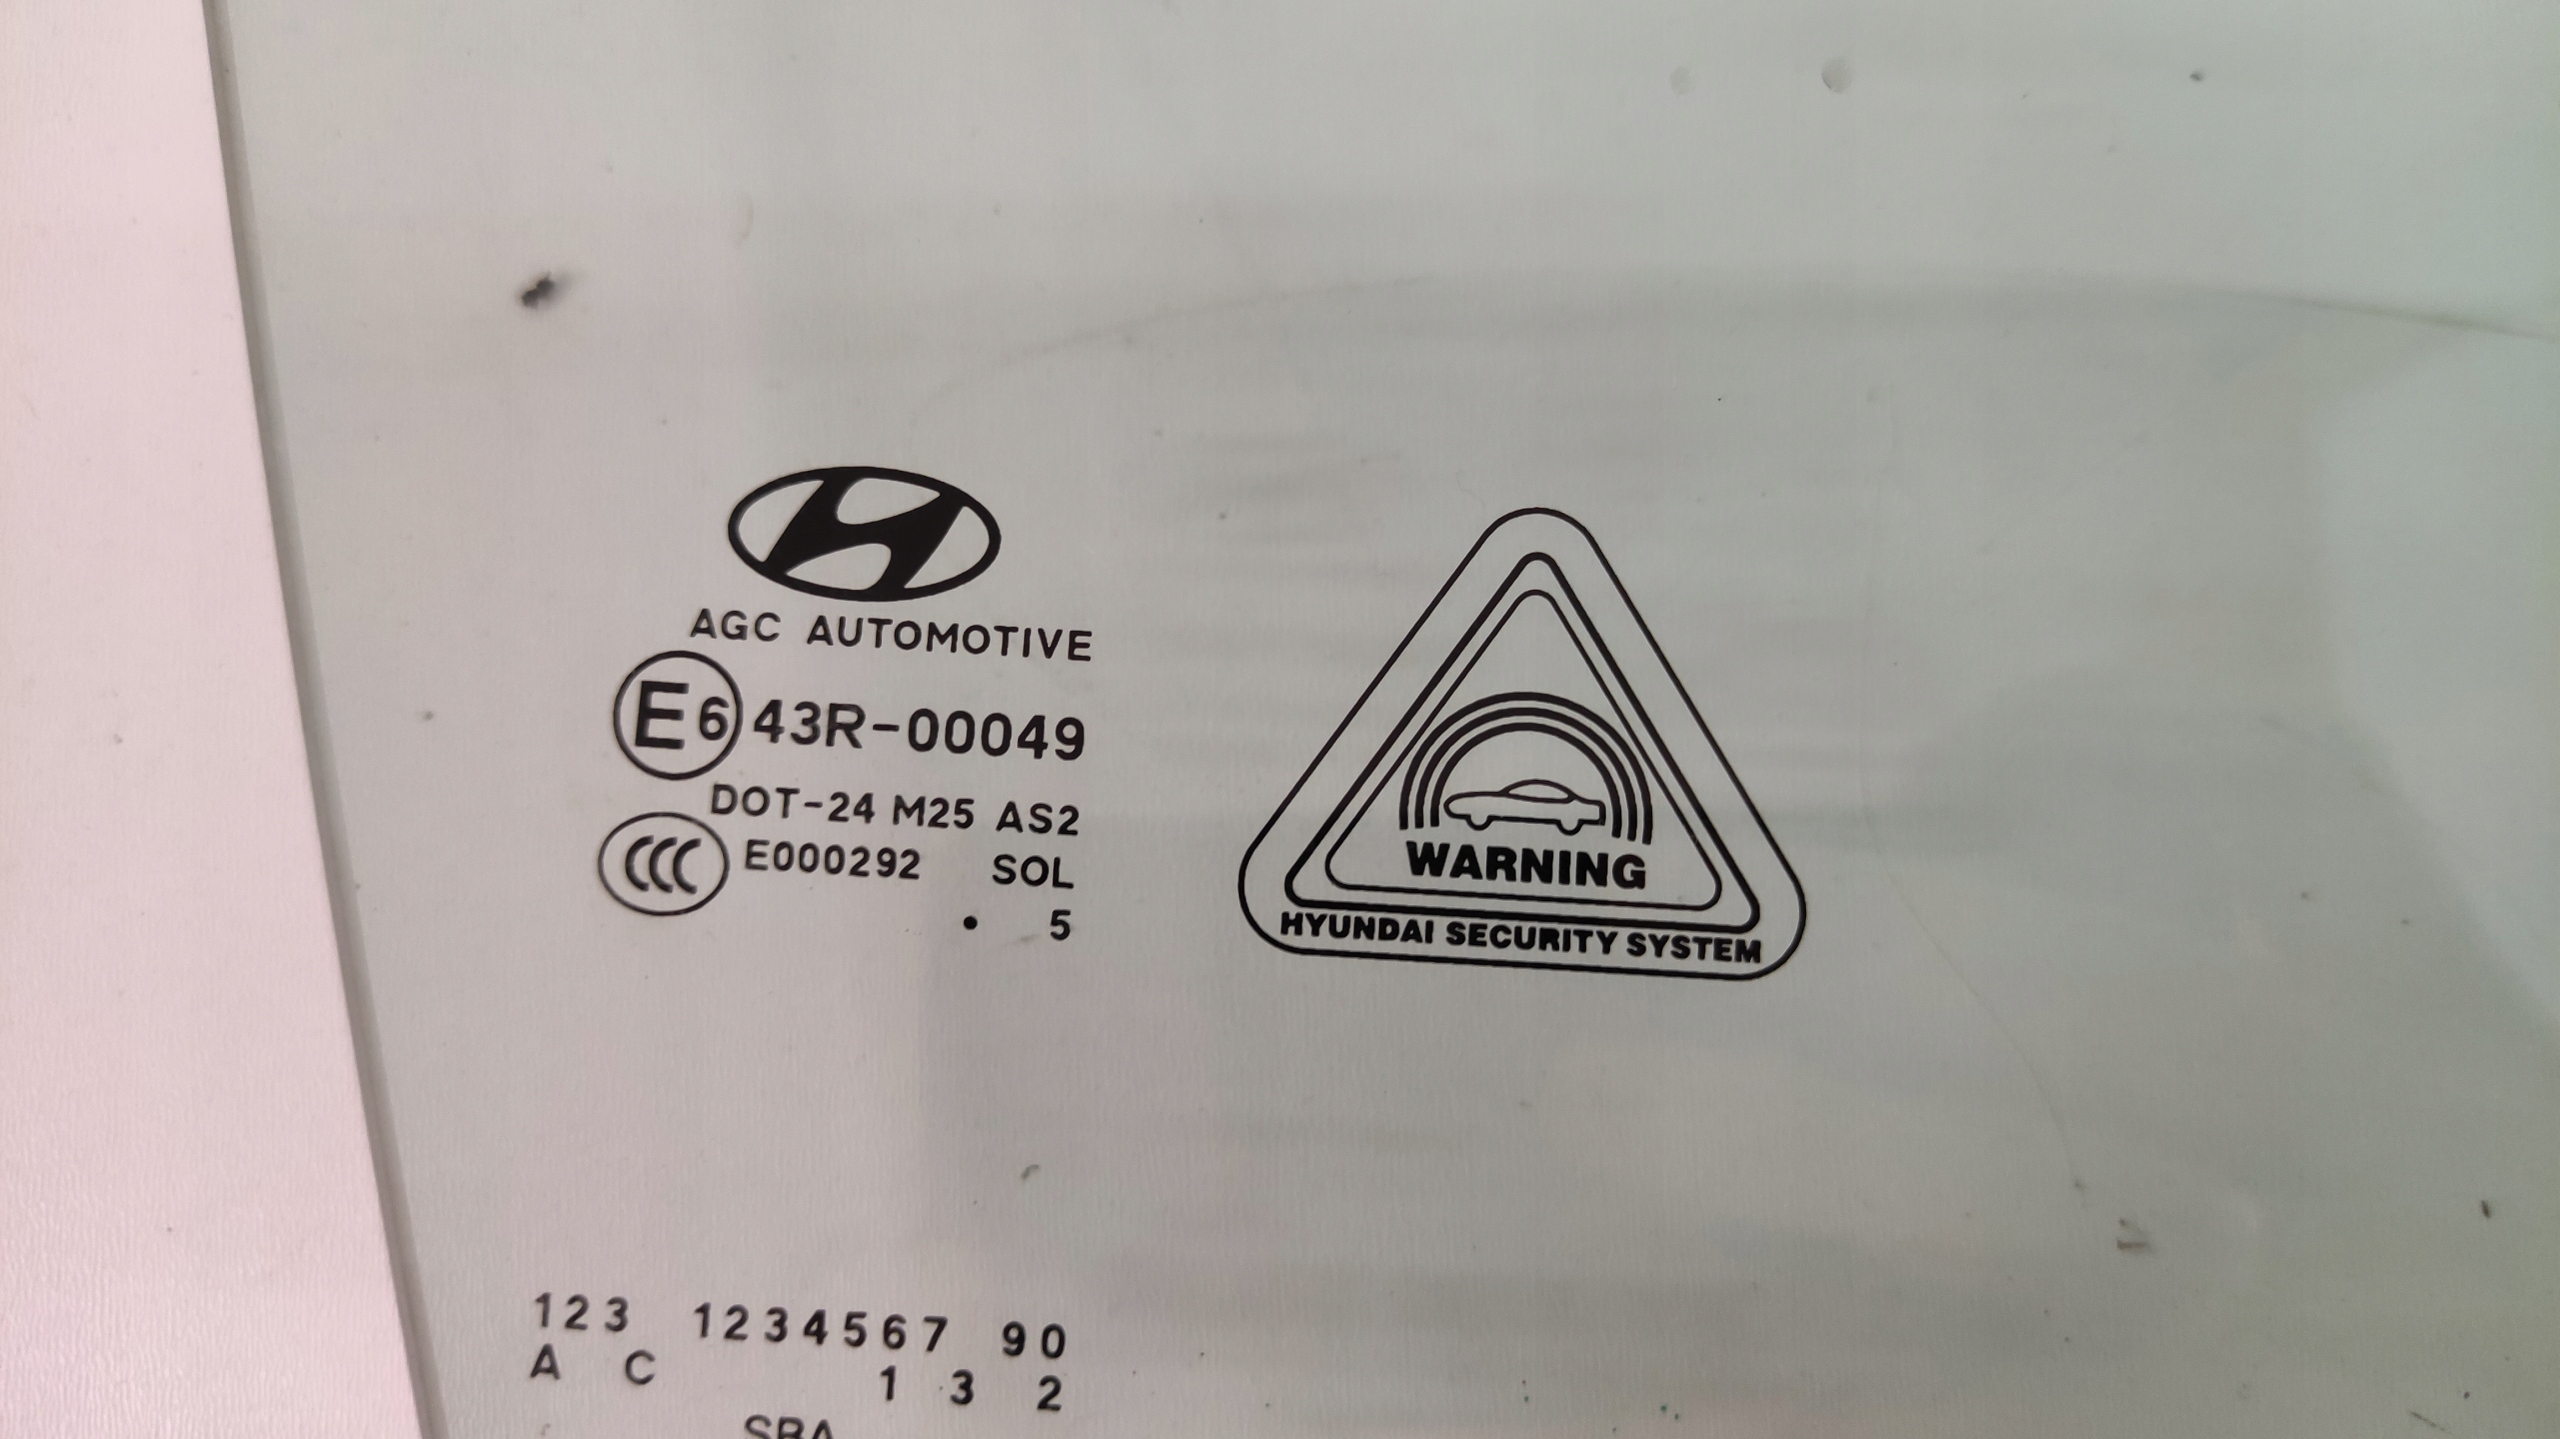 AGC AUTOMOTIVE
E6 43R-00049
DOT-24 M25 AS2
CCC E000292 SOL
• 5
WARNING
HYUNDAI SECURITY SYSTEM
123 1234567 90
A C 1 3 2
SBA